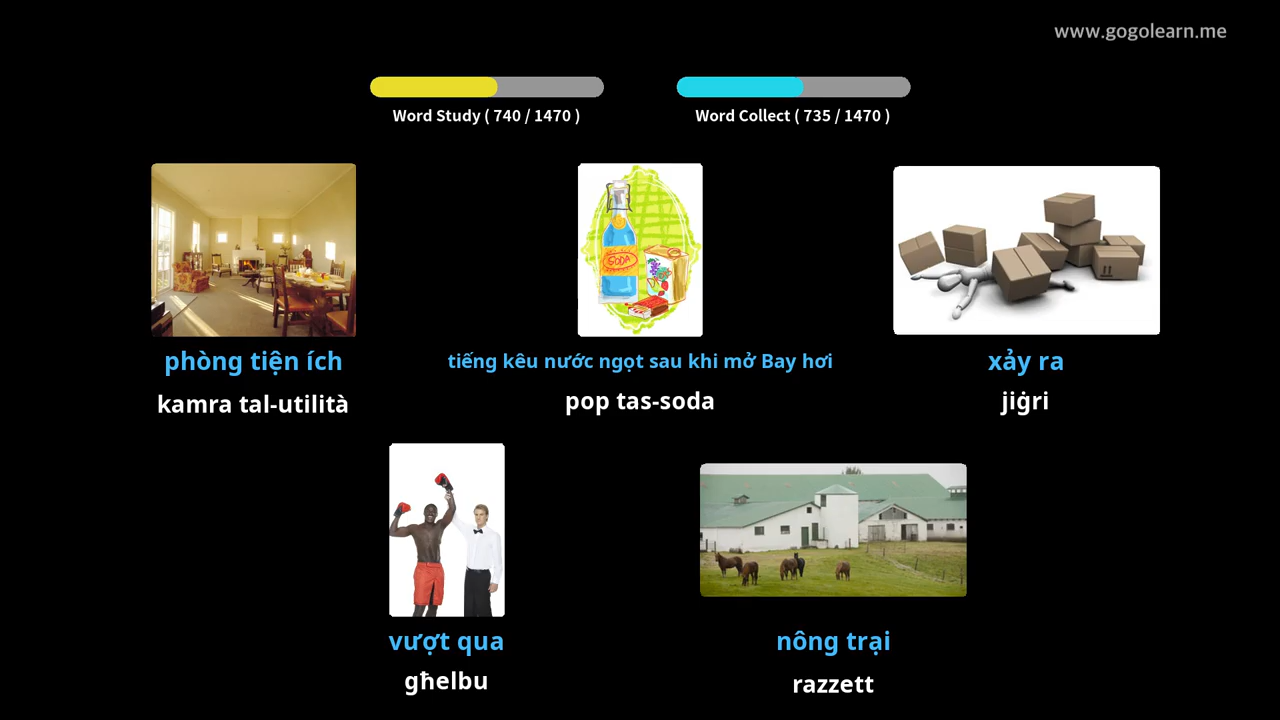 www.gogolearn.me
Word Study ( 740 / 1470 )
Word Collect ( 735 / 1470 )
SODA
phòng tiện ích
tiếng kêu nước ngọt sau khi mở Bay hơi
xảy ra
kamra tal-utilità
pop tas-soda
jiġri
vượt qua
nông trại
għelbu
razzett